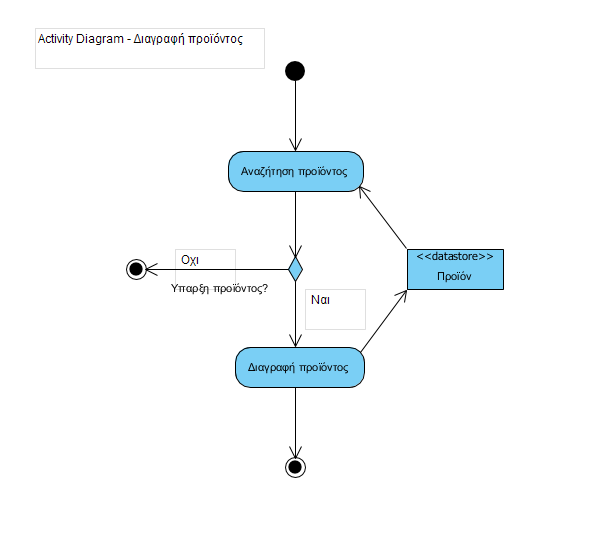 Activity Diagram - Διαγραφή προϊόντος
Αναζήτηση προϊόντος
<<datastore>>
Προϊόν
Οχι
Υπαρξη προϊόντος?
Ναι
Διαγραφή προϊόντος